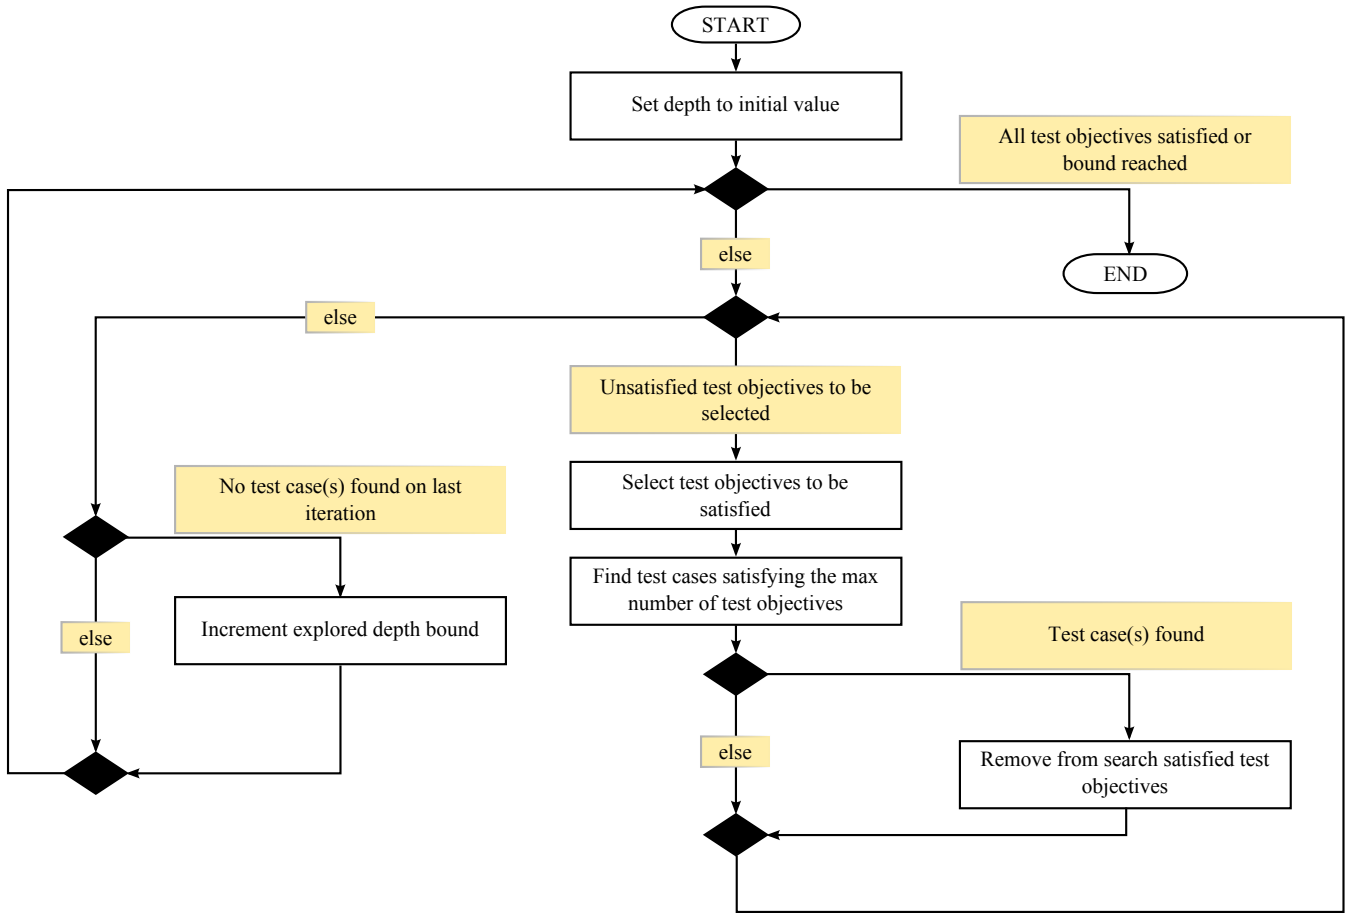 START
Set depth to initial value
All test objectives satisfied or
bound reached
else
END
else
Unsatisfied test objectives to be
selected
No test case(s) found on last
iteration
Select test objectives to be
satisfied
Find test cases satisfying the max
number of test objectives
Increment explored depth bound
else
Test case(s) found
else
Remove from search satisfied test
objectives